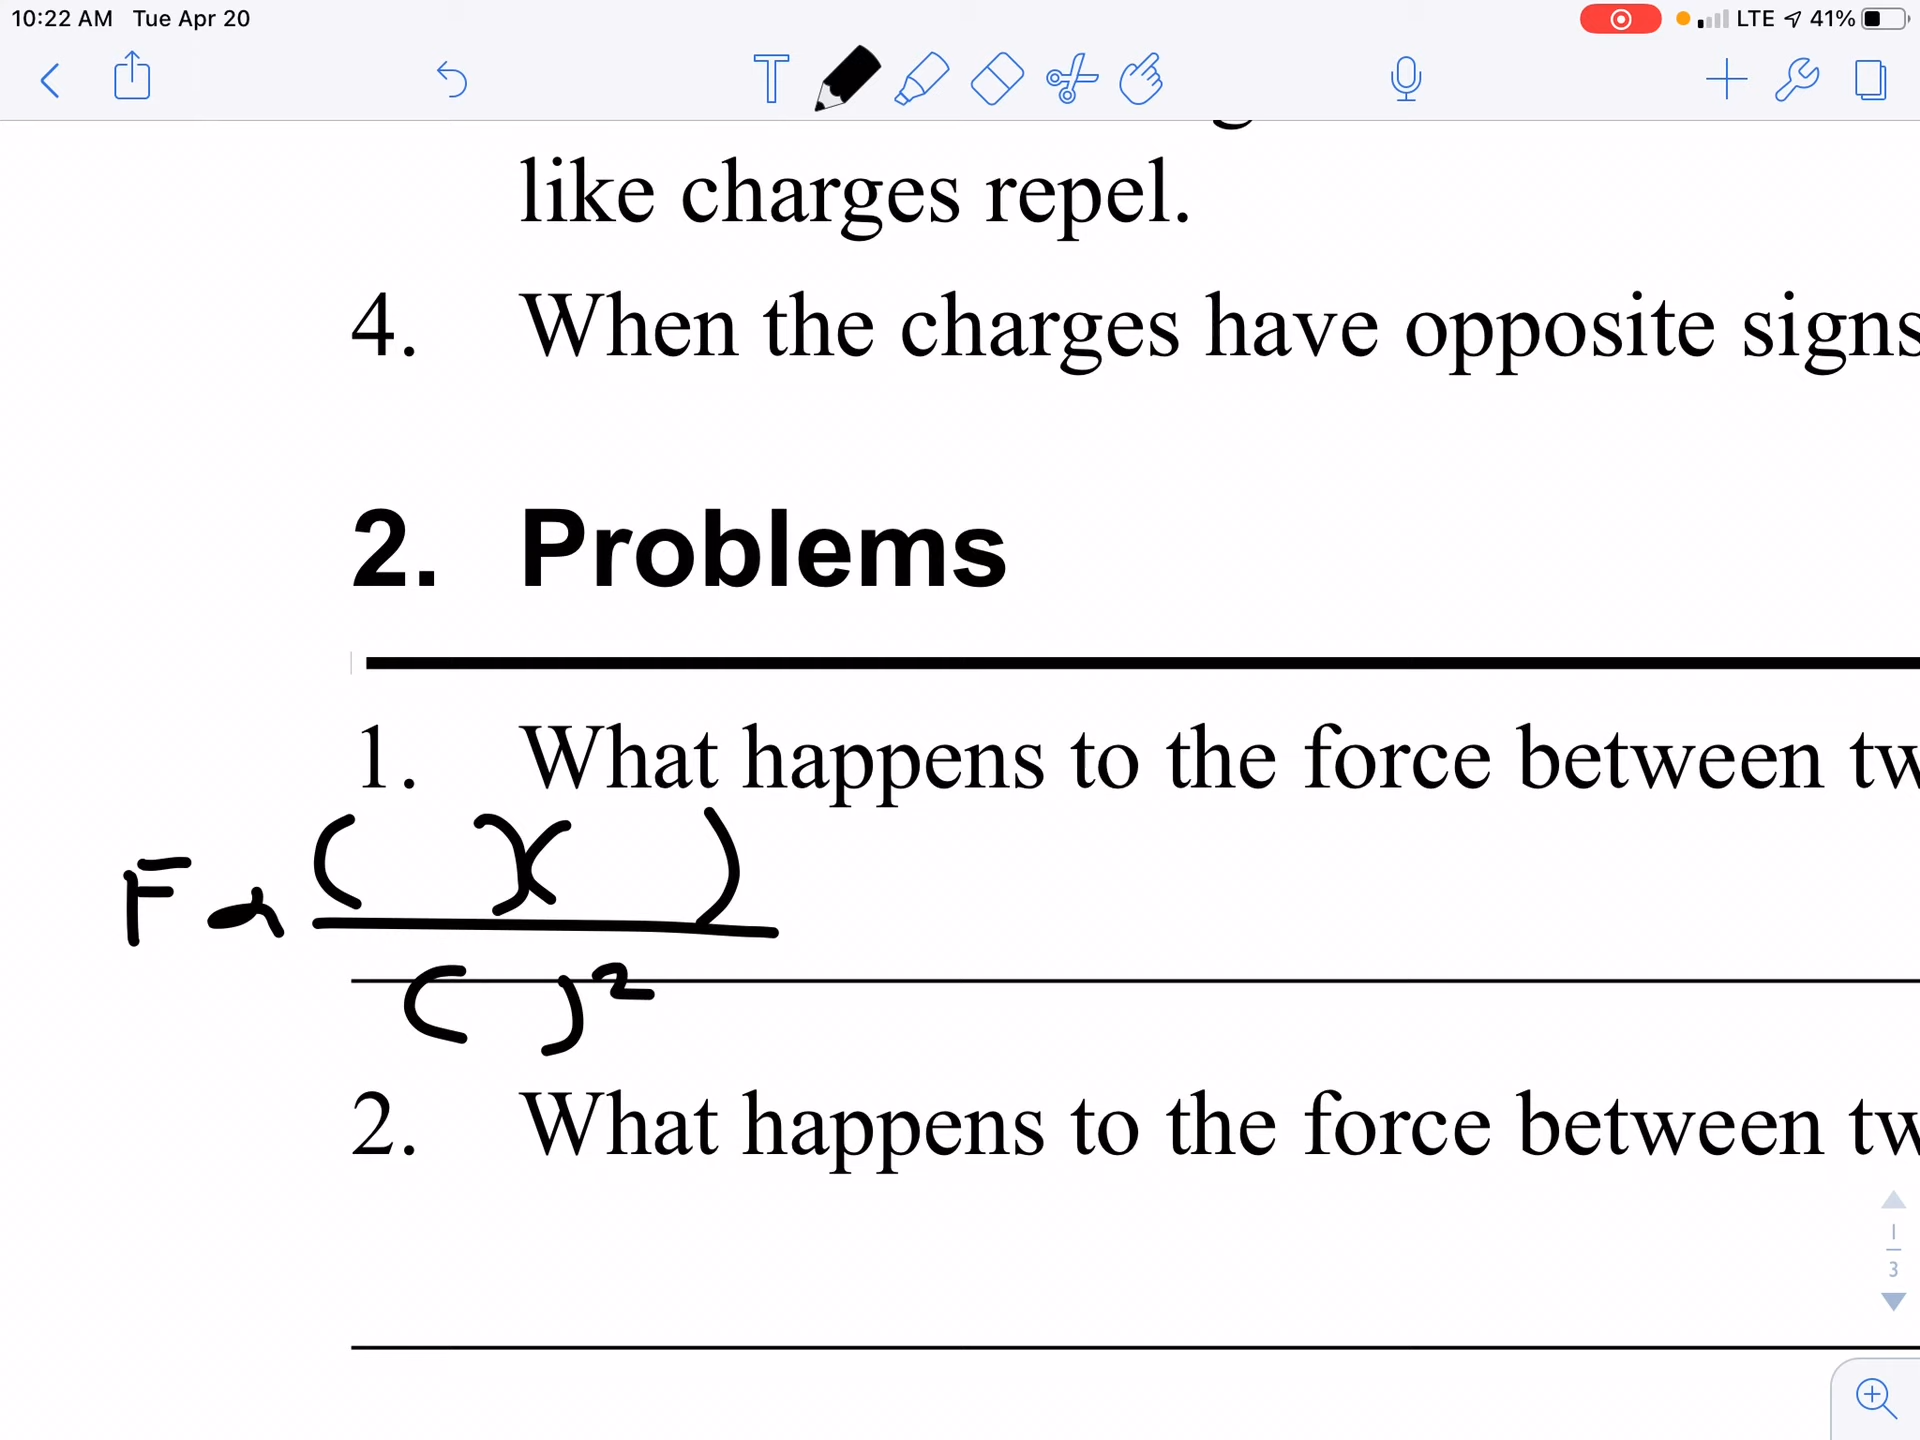 10:22 AM Tue Apr 20
LTE 41%
T
like charges repel.
4. When the charges have opposite signs
2. Problems
1. What happens to the force between tw
F α ( )( )
( )²
2. What happens to the force between tw
1
3